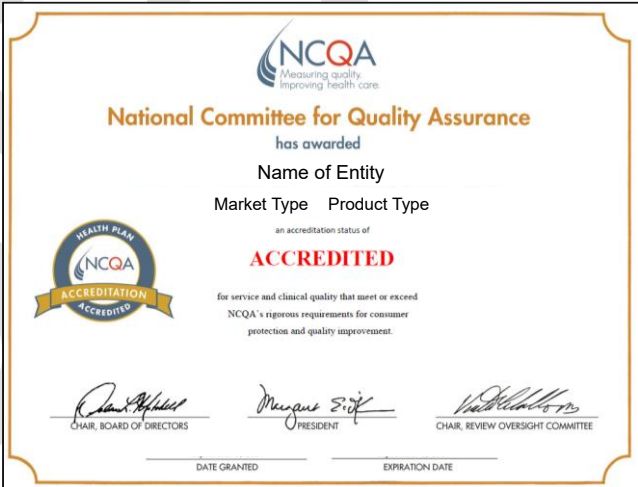 NCQA
Measuring quality.
Improving health care.
National Committee for Quality Assurance
has awarded
Name of Entity
Market Type Product Type
an accreditation status of
ACCREDITED
for service and clinical quality that meet or exceed
NCQA's rigorous requirements for consumer
protection and quality improvement.
HEALTH PLAN
NCQA
ACCREDITATION
ACCREDITED
CHAIR, BOARD OF DIRECTORS
PRESIDENT
CHAIR, REVIEW OVERSIGHT COMMITTEE
DATE GRANTED
EXPIRATION DATE